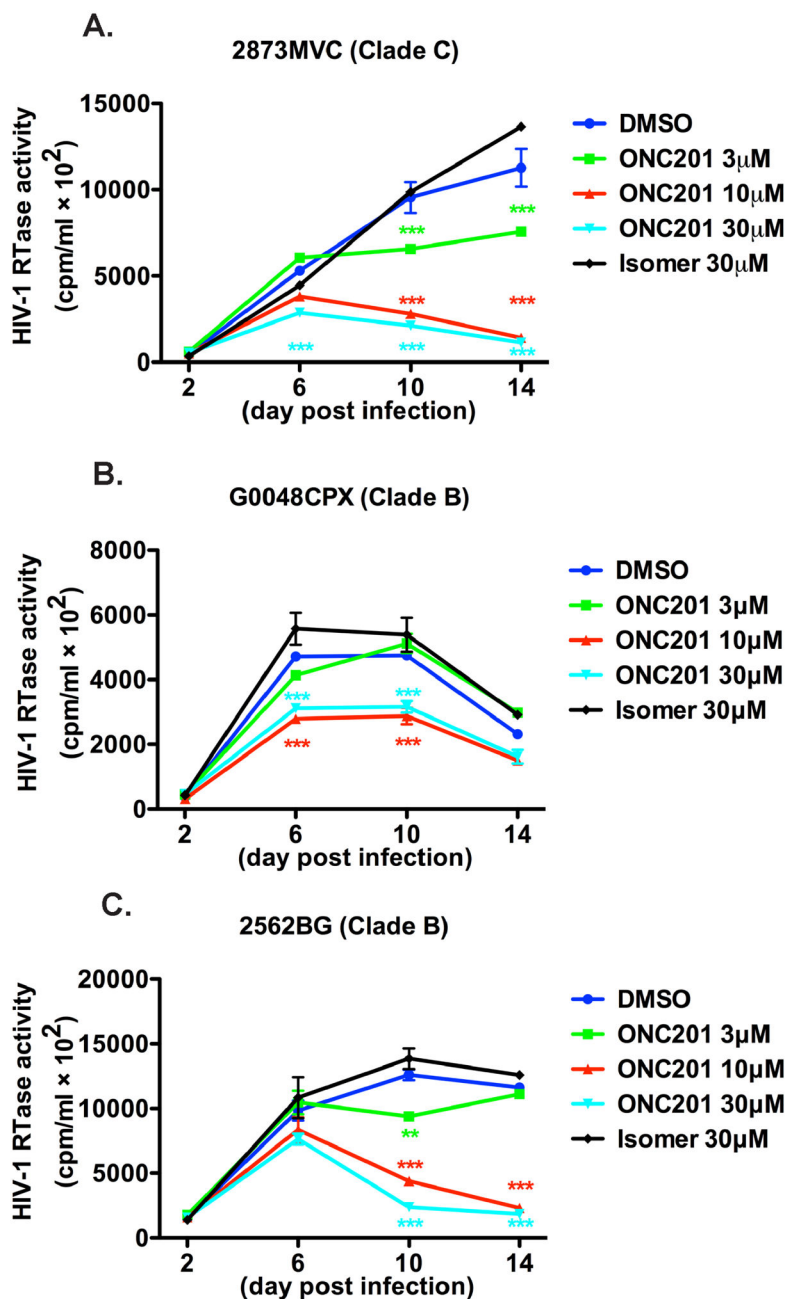 A.
2873MVC (Clade C)
HIV-1 RTase activity
(cpm/ml × 10²)
15000
10000
5000
0
***
***
***
***
***
***
***
2 6 10 14
(day post infection)
DMSO
ONC201 3μM
ONC201 10μM
ONC201 30μM
Isomer 30μM
B.
G0048CPX (Clade B)
HIV-1 RTase activity
(cpm/ml × 10²)
8000
6000
4000
2000
0
***
***
***
***
2 6 10 14
(day post infection)
DMSO
ONC201 3µM
ONC201 10µM
ONC201 30µM
Isomer 30µM
C.
2562BG (Clade B)
HIV-1 RTase activity
(cpm/ml × 10²)
20000
15000
10000
5000
0
**
***
***
***
***
2 6 10 14
(day post infection)
DMSO
ONC201 3µM
ONC201 10µM
ONC201 30µM
Isomer 30µM